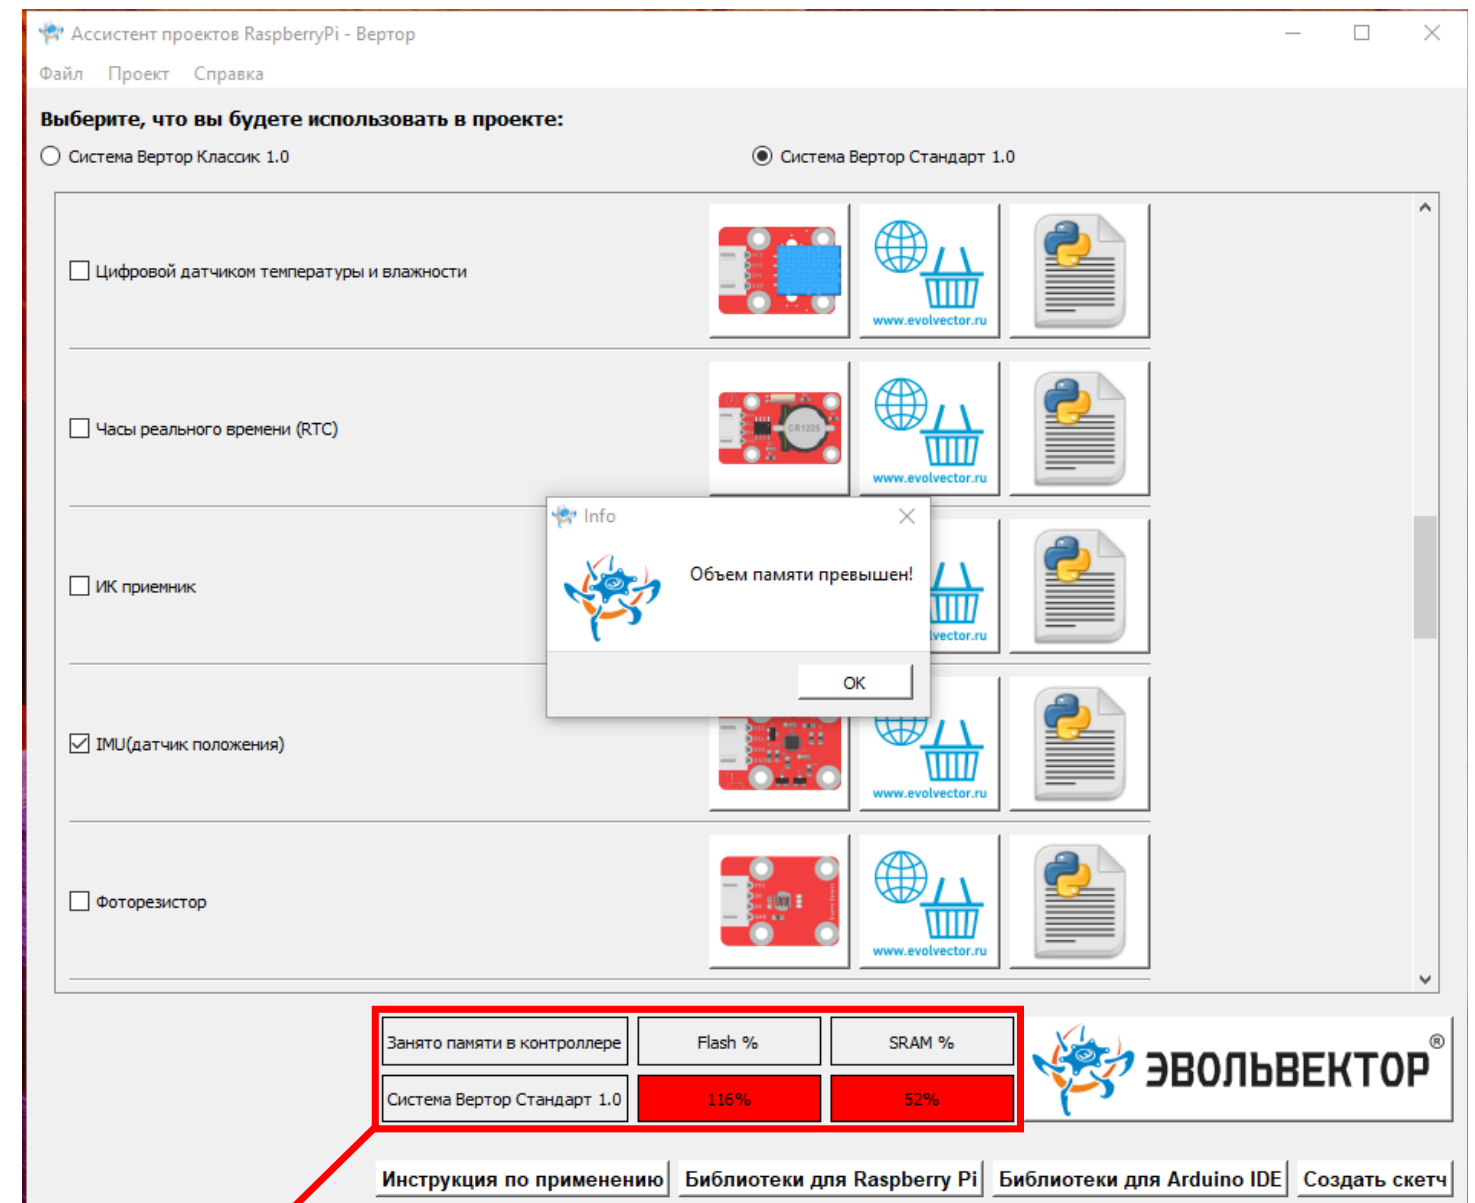 Ассистент проектов RaspberryPi - Вертор
Файл Проект Справка
Выберите, что вы будете использовать в проекте:
Система Вертор Классик 1.0
Система Вертор Стандарт 1.0
Цифровой датчиком температуры и влажности
www.evolvector.ru
Часы реального времени (RTC)
CR1225
www.evolvector.ru
Info
Объем памяти превышен!
ИК приемник
lvector.ru
OK
IMU(датчик положения)
www.evolvector.ru
Фоторезистор
www.evolvector.ru
Занято памяти в контроллере Flash % SRAM %
Система Вертор Стандарт 1.0 116% 52%
ЭВОЛЬВЕКТОР®
Инструкция по применению Библиотеки для Raspberry Pi Библиотеки для Arduino IDE Создать скетч